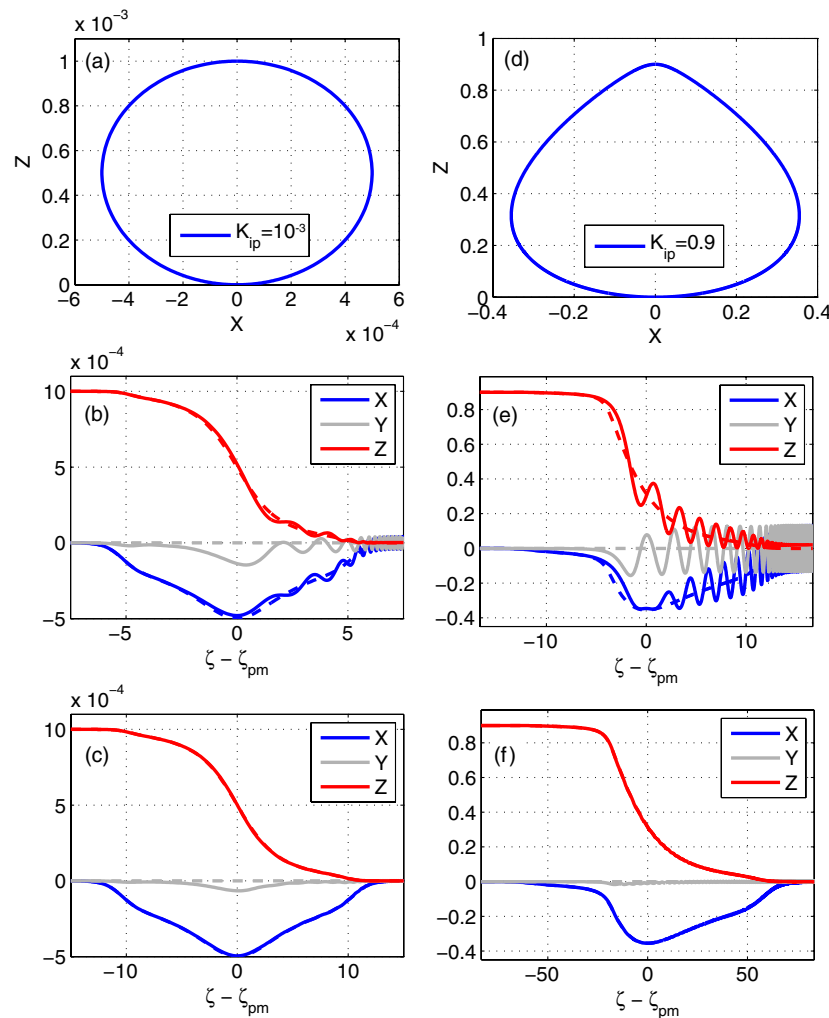 x 10⁻³
(a)
1
0.8
0.6
0.4
0.2
0
Z
K_ip=10⁻³
−6 −4 −2 0 2 4 6
X
x 10⁻⁴
(d)
1
0.8
0.6
0.4
0.2
0
Z
K_ip=0.9
−0.4 −0.2 0 0.2 0.4
X
x 10⁻⁴
(b)
10
5
0
−5
X
Y
Z
−5 0 5
ζ − ζ_pm
(e)
0.8
0.6
0.4
0.2
0
−0.2
−0.4
X
Y
Z
−10 0 10
ζ − ζ_pm
x 10⁻⁴
(c)
10
5
0
−5
X
Y
Z
−10 0 10
ζ − ζ_pm
(f)
0.8
0.6
0.4
0.2
0
−0.2
−0.4
X
Y
Z
−50 0 50
ζ − ζ_pm